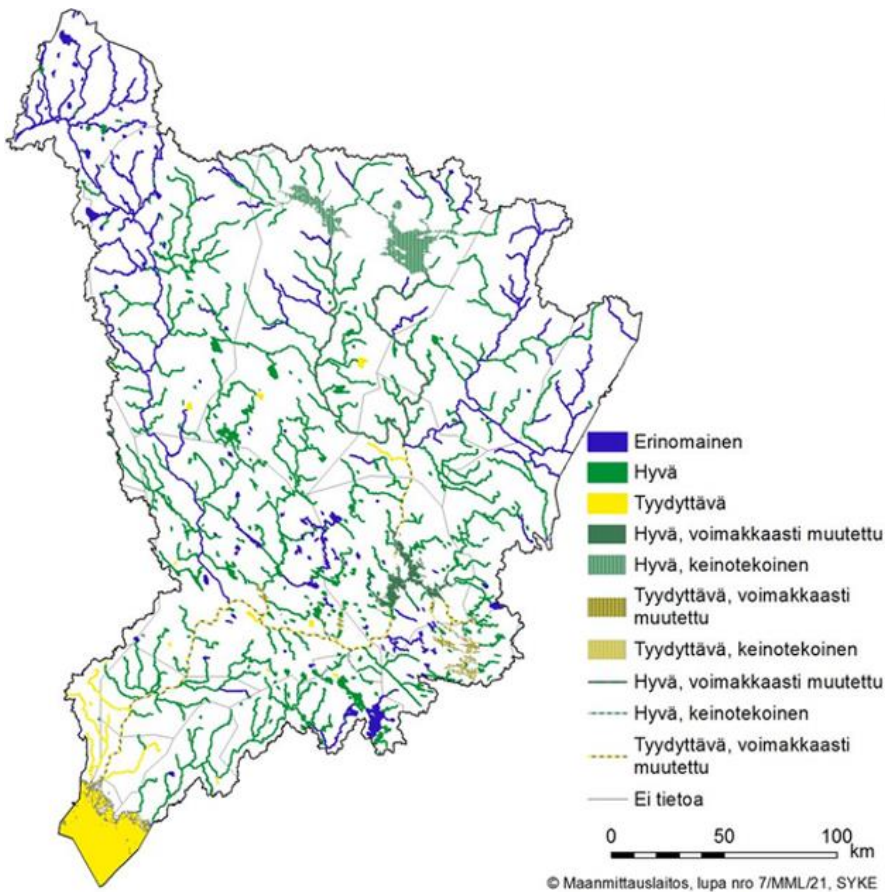 Erinomainen
Hyvä
Tyydyttävä
Hyvä, voimakkaasti muutettu
Hyvä, keinotekoinen
Tyydyttävä, voimakkaasti
muutettu
Tyydyttävä, keinotekoinen
Hyvä, voimakkaasti muutettu
Hyvä, keinotekoinen
Tyydyttävä, voimakkaasti
muutettu
Ei tietoa
0 50 100
km
© Maanmittauslaitos, lupa nro 7/MML/21, SYKE